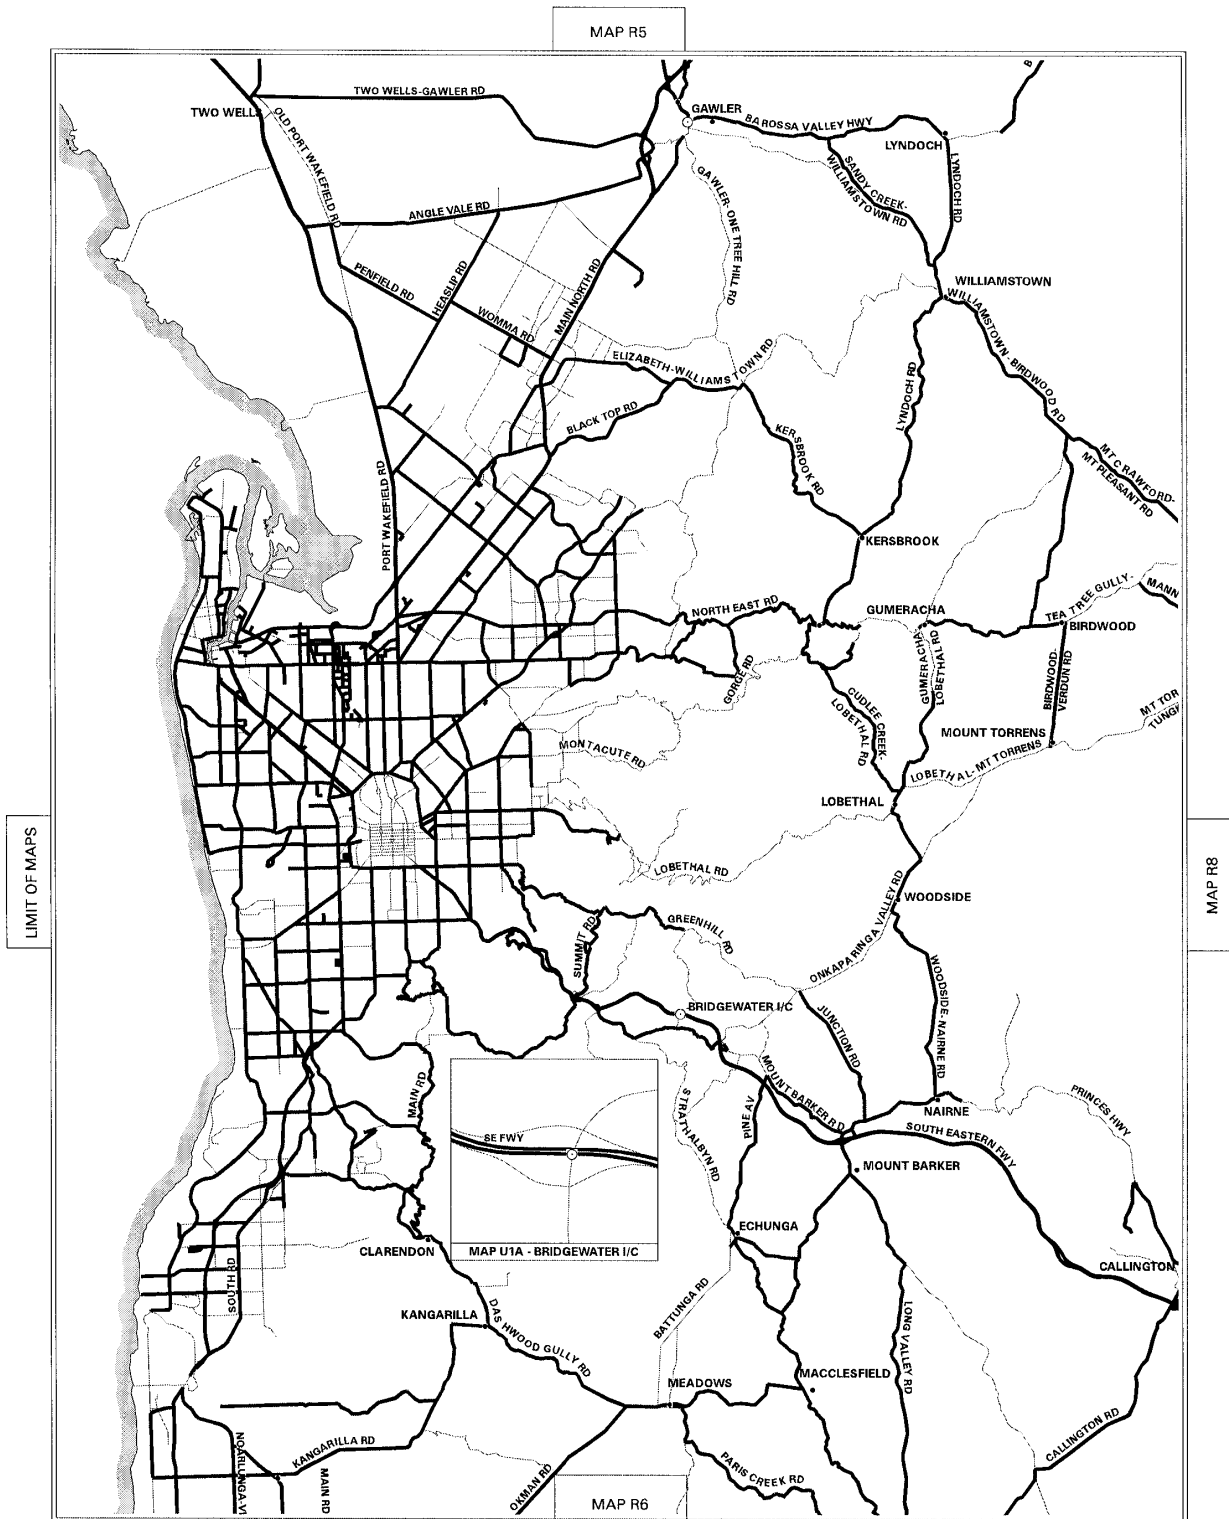 MAP R5
TWO WELLS-GAWLER RD
TWO WELLS
OLD PORT WAKEFIELD RD
GAWLER
BAROSSA VALLEY HWY
LYNDOCH
LYNDOCH RD
SANDY CREEK-
WILLIAMSTOWN RD
GAWLER-ONE TREE HILL RD
ANGLE VALE RD
PENFIELD RD
HEASLIP RD
WOMMA RD
MAIN NORTH RD
WILLIAMSTOWN
WILLIAMSTOWN - BIRDWOOD RD
ELIZABETH-WILLIAMSTOWN RD
BLACK TOP RD
LYNDOCH RD
KERSBROOK RD
MT CRAWFORD-
MT PLEASANT RD
PORT WAKEFIELD RD
KERSBROOK
NORTH EAST RD
GUMERACHA
TEA TREE GULLY-
MANN
BIRDWOOD
GUMERACHA
LOBETHAL RD
BIRDWOOD-
VERDUN RD
GORGE RD
CUDLEE CREEK-
LOBETHAL RD
MT TOR
TUNG
MOUNT TORRENS
MONTACUTE RD
LOBETHAL-MT TORRENS
LOBETHAL
LIMIT OF MAPS
MAP R8
LOBETHAL RD
WOODSIDE
ONKAPARINGA VALLEY RD
GREENHILL RD
SUMMIT RD
WOODSIDE-NAIRNE RD
BRIDGEWATER I/C
JUNCTION RD
MAIN RD
MOUNT BARKER RD
STRATHALBYN RD
PINE AV
NAIRNE
PRINCES HWY
SE FWY
SOUTH EASTERN FWY
MOUNT BARKER
ECHUNGA
CLARENDON
MAP U1A - BRIDGEWATER I/C
CALLINGTON
SOUTH RD
KANGARILLA
DASHWOOD GULLY RD
BATTUNGA RD
LONG VALLEY RD
MACCLESFIELD
MEADOWS
CALLINGTON RD
KANGARILLA RD
MAIN RD
OKMAN RD
PARIS CREEK RD
MAP R6